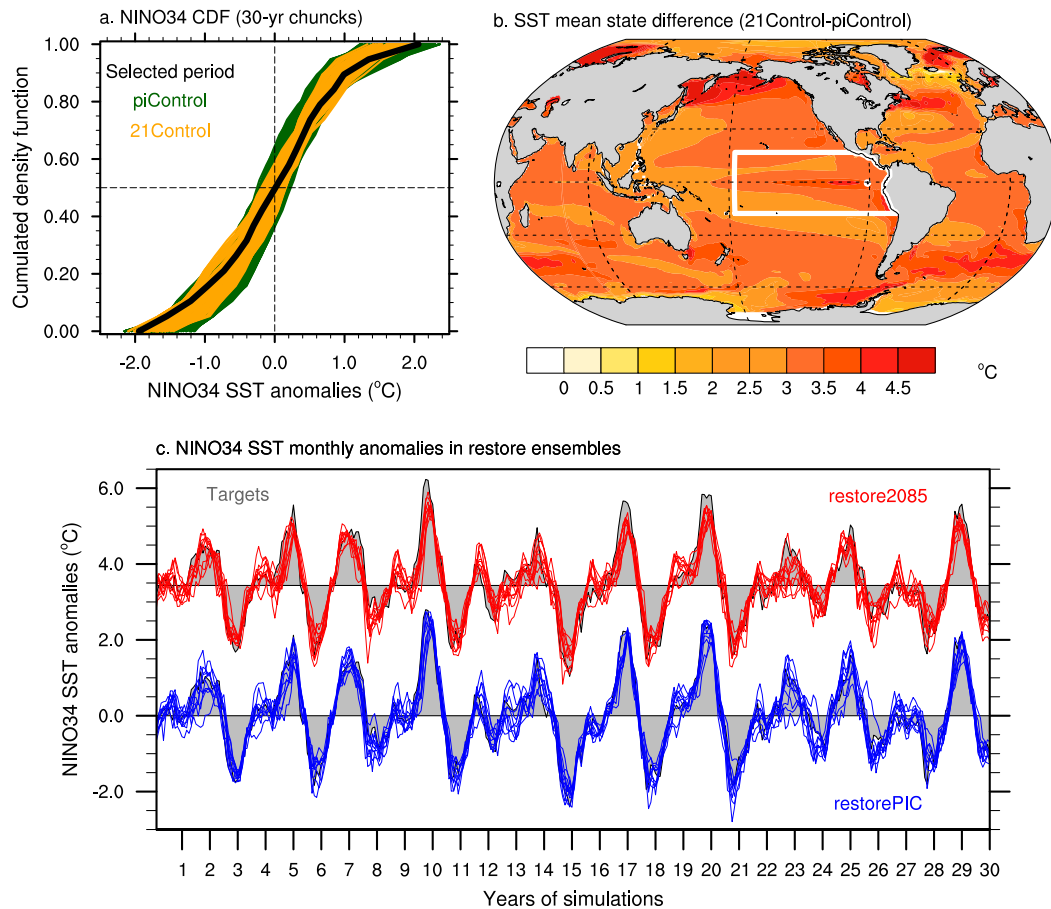 a. NINO34 CDF (30-yr chuncks)
1.00
0.80
0.60
0.40
0.20
0.00
Cumulated density function
Selected period
piControl
21Control
-2.0 -1.0 0.0 1.0 2.0
NINO34 SST anomalies (°C)
b. SST mean state difference (21Control-piControl)
0 0.5 1 1.5 2 2.5 3 3.5 4 4.5
°C
c. NINO34 SST monthly anomalies in restore ensembles
6.0
4.0
2.0
0.0
-2.0
NINO34 SST anomalies (°C)
Targets
restore2085
restorePIC
1 2 3 4 5 6 7 8 9 10 11 12 13 14 15 16 17 18 19 20 21 22 23 24 25 26 27 28 29 30
Years of simulations